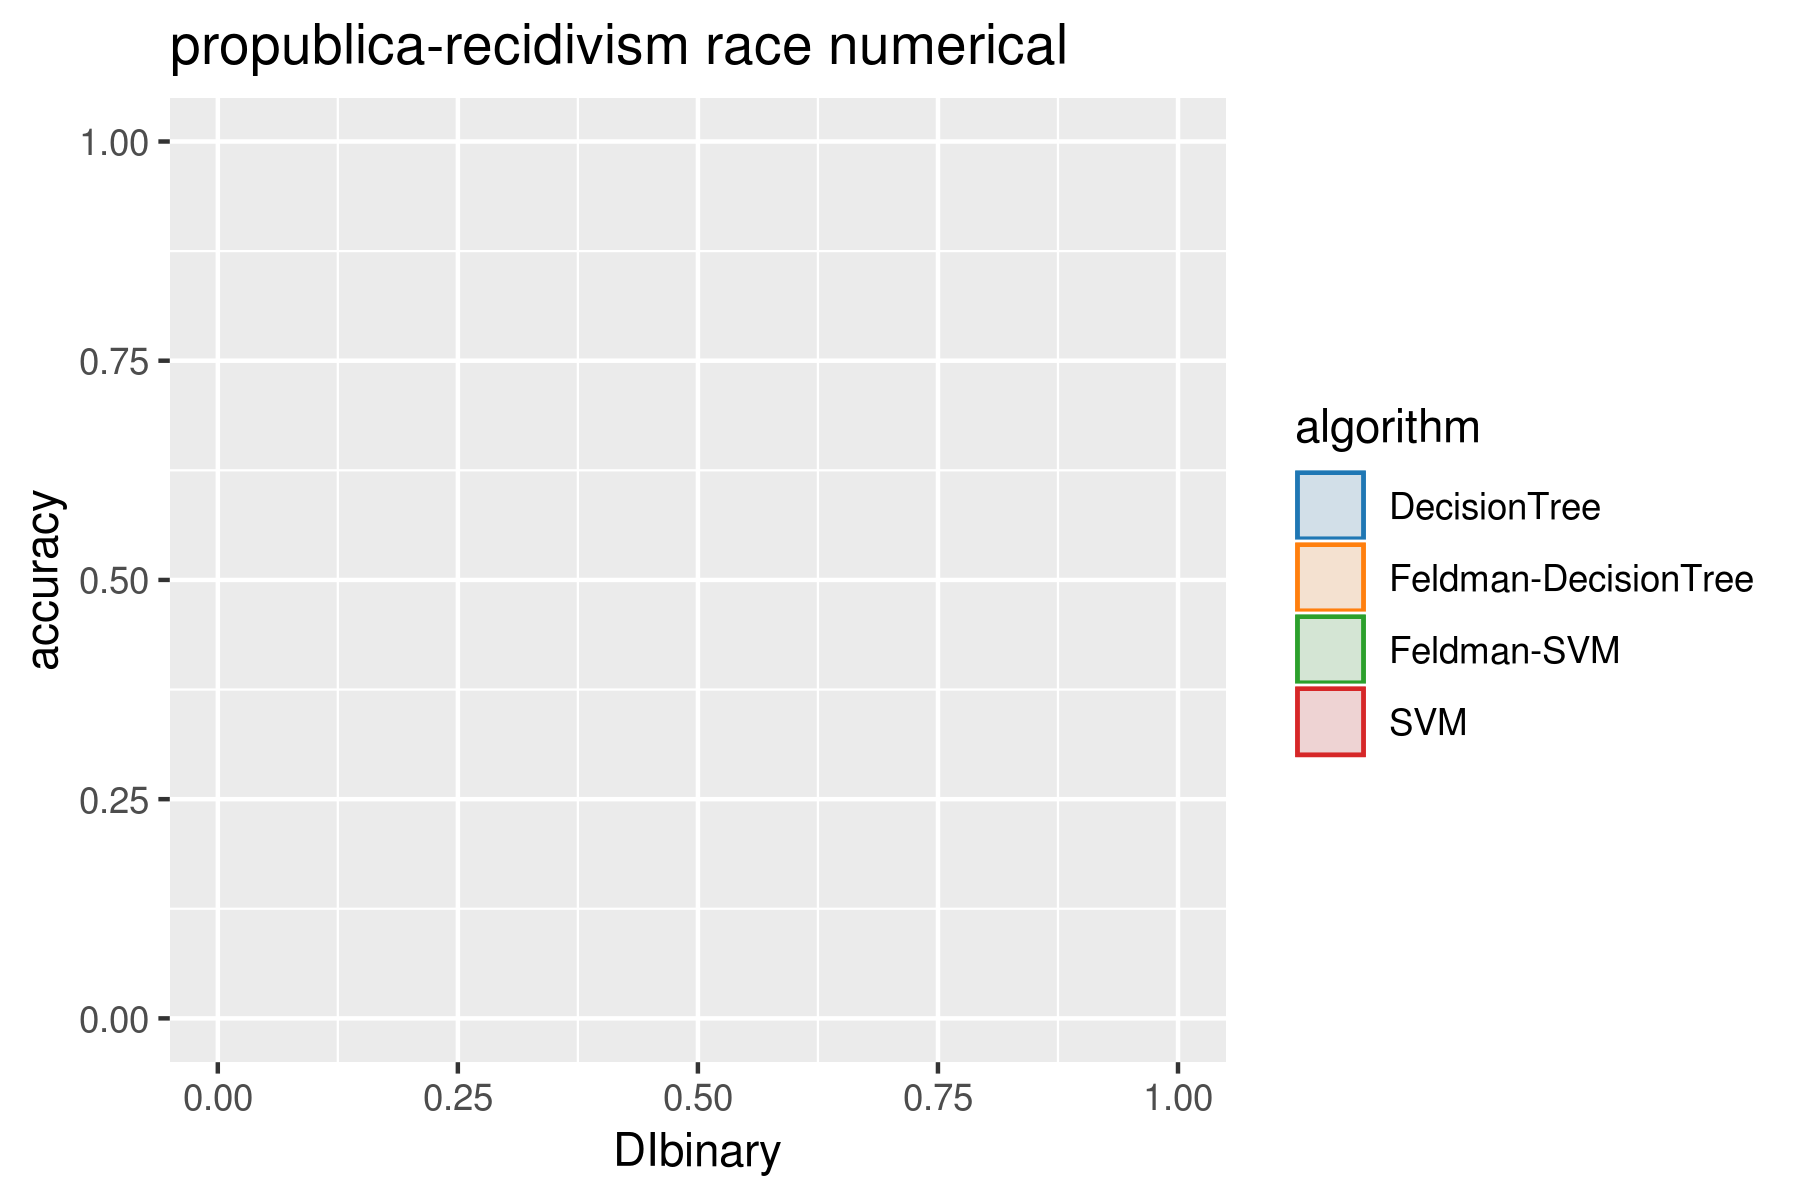 propublica-recidivism race numerical
accuracy
1.00
0.75
0.50
0.25
0.00
0.00 0.25 0.50 0.75 1.00
DIbinary
algorithm
DecisionTree
Feldman-DecisionTree
Feldman-SVM
SVM